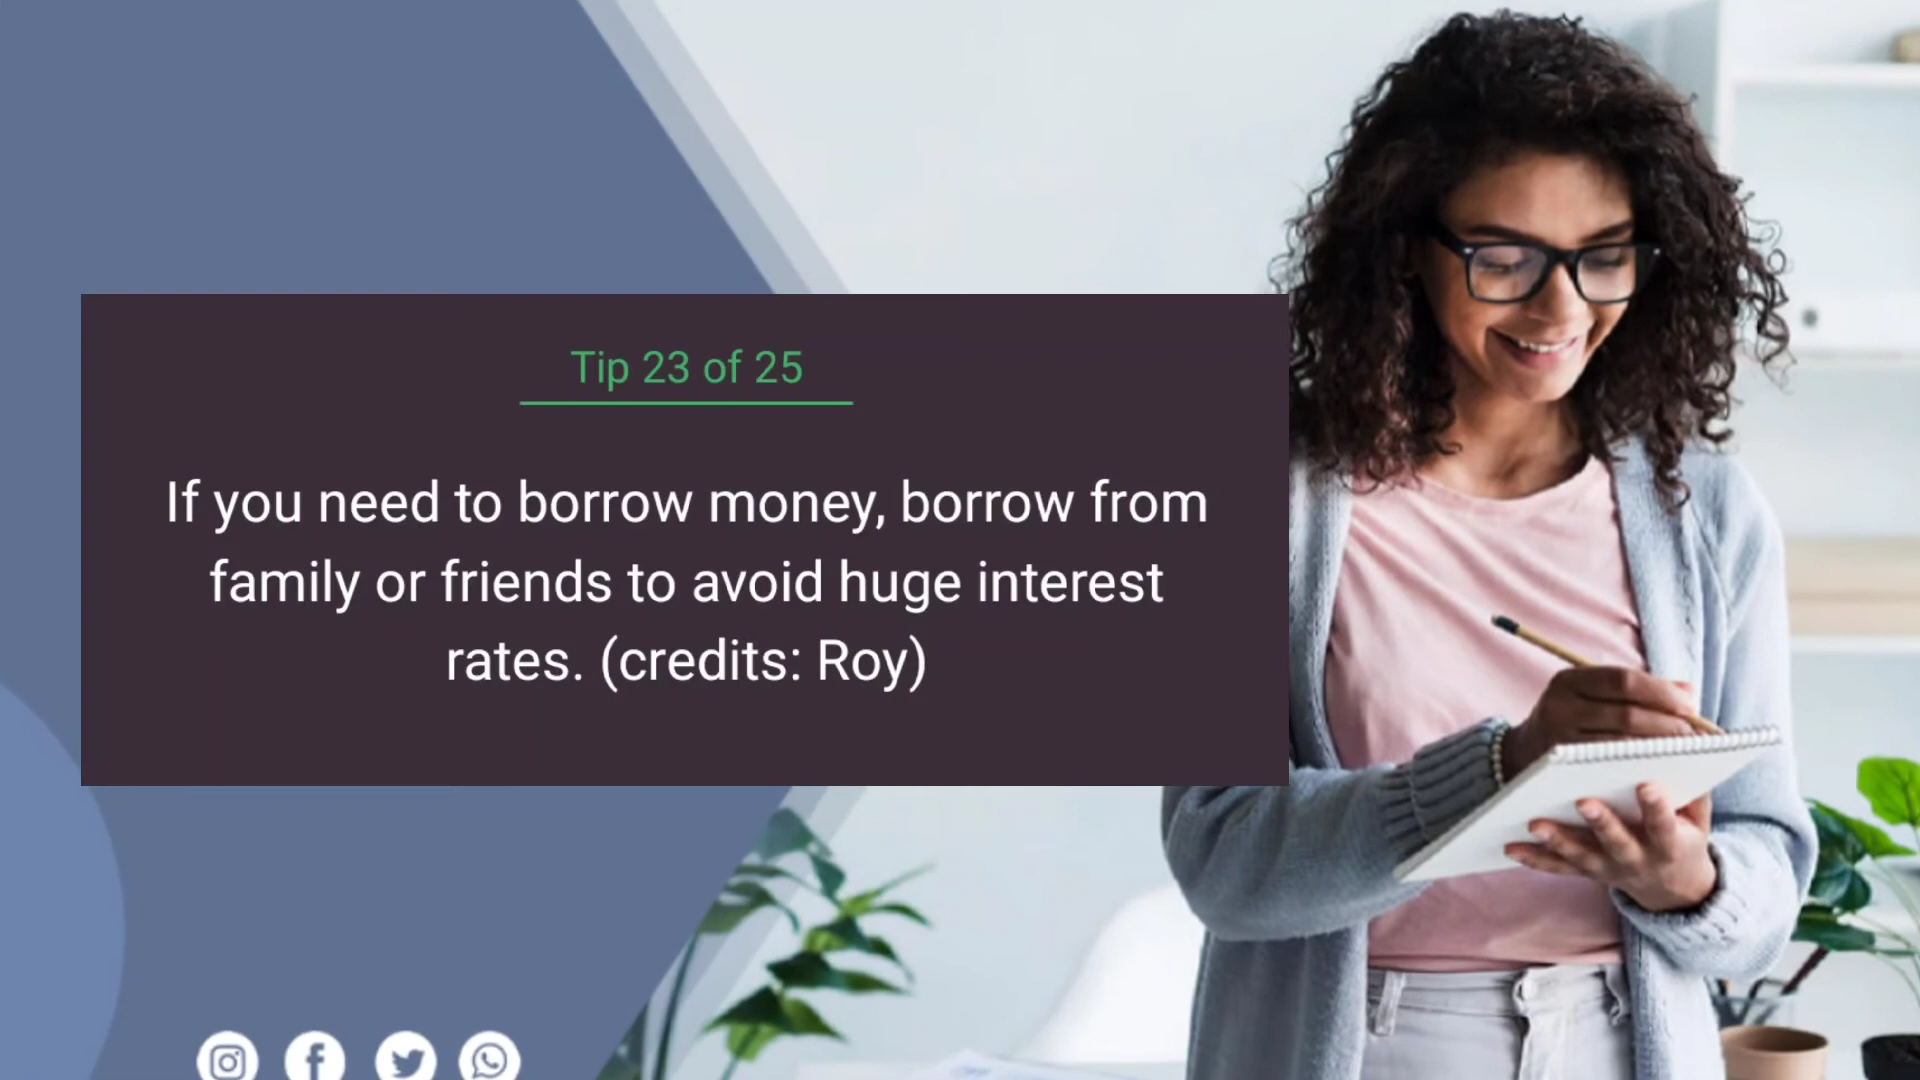 Tip 23 of 25
If you need to borrow money, borrow from
family or friends to avoid huge interest
rates. (credits: Roy)